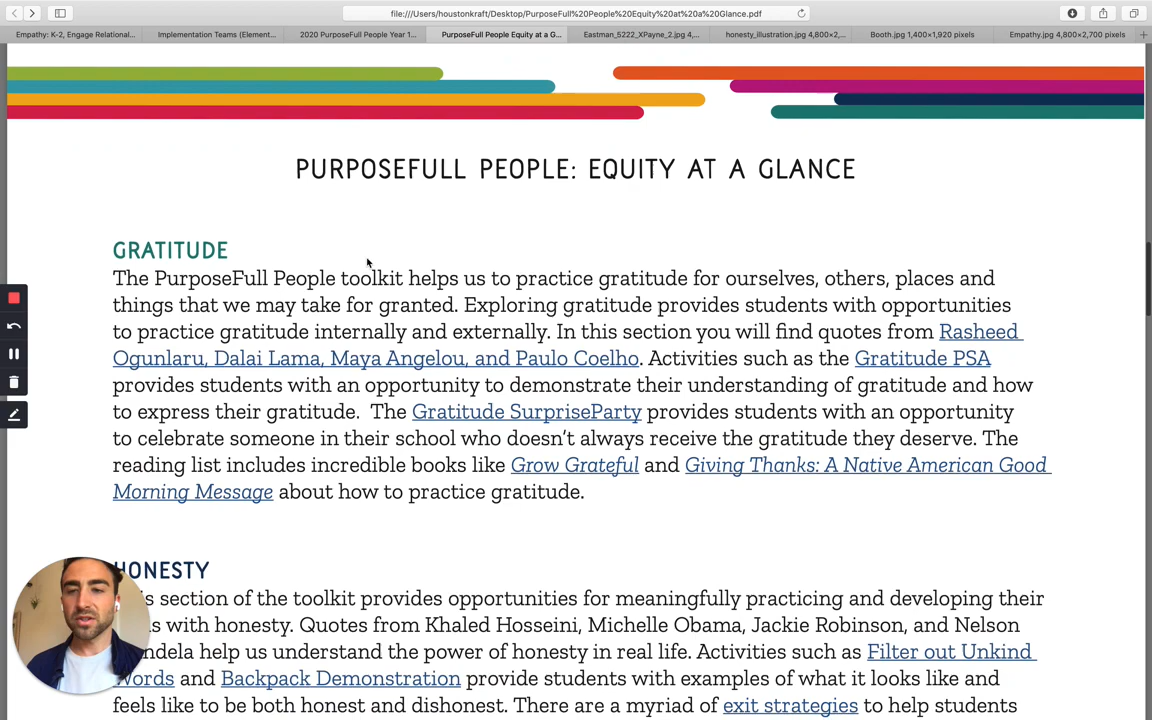 file:///Users/houstonkraft/Desktop/PurposeFull%20People%20Equity%20at%20a%20Glance.pdf
Empathy: K-2, Engage Relational...
Implementation Teams (Element...
2020 PurposeFull People Year 1...
PurposeFull People Equity at a G...
Eastman_5222_XPayne_2.jpg 4,...
honesty_illustration.jpg 4,800×2,...
Booth.jpg 1,400×1,920 pixels
Empathy.jpg 4,800×2,700 pixels
PURPOSEFULL PEOPLE: EQUITY AT A GLANCE
GRATITUDE
The PurposeFull People toolkit helps us to practice gratitude for ourselves, others, places and
things that we may take for granted. Exploring gratitude provides students with opportunities
to practice gratitude internally and externally. In this section you will find quotes from Rasheed
Ogunlaru, Dalai Lama, Maya Angelou, and Paulo Coelho. Activities such as the Gratitude PSA
provides students with an opportunity to demonstrate their understanding of gratitude and how
to express their gratitude. The Gratitude SurpriseParty provides students with an opportunity
to celebrate someone in their school who doesn't always receive the gratitude they deserve. The
reading list includes incredible books like Grow Grateful and Giving Thanks: A Native American Good
Morning Message about how to practice gratitude.
HONESTY
section of the toolkit provides opportunities for meaningfully practicing and developing their
with honesty. Quotes from Khaled Hosseini, Michelle Obama, Jackie Robinson, and Nelson
help us understand the power of honesty in real life. Activities such as Filter out Unkind
Words and Backpack Demonstration provide students with examples of what it looks like and
feels like to be both honest and dishonest. There are a myriad of exit strategies to help students